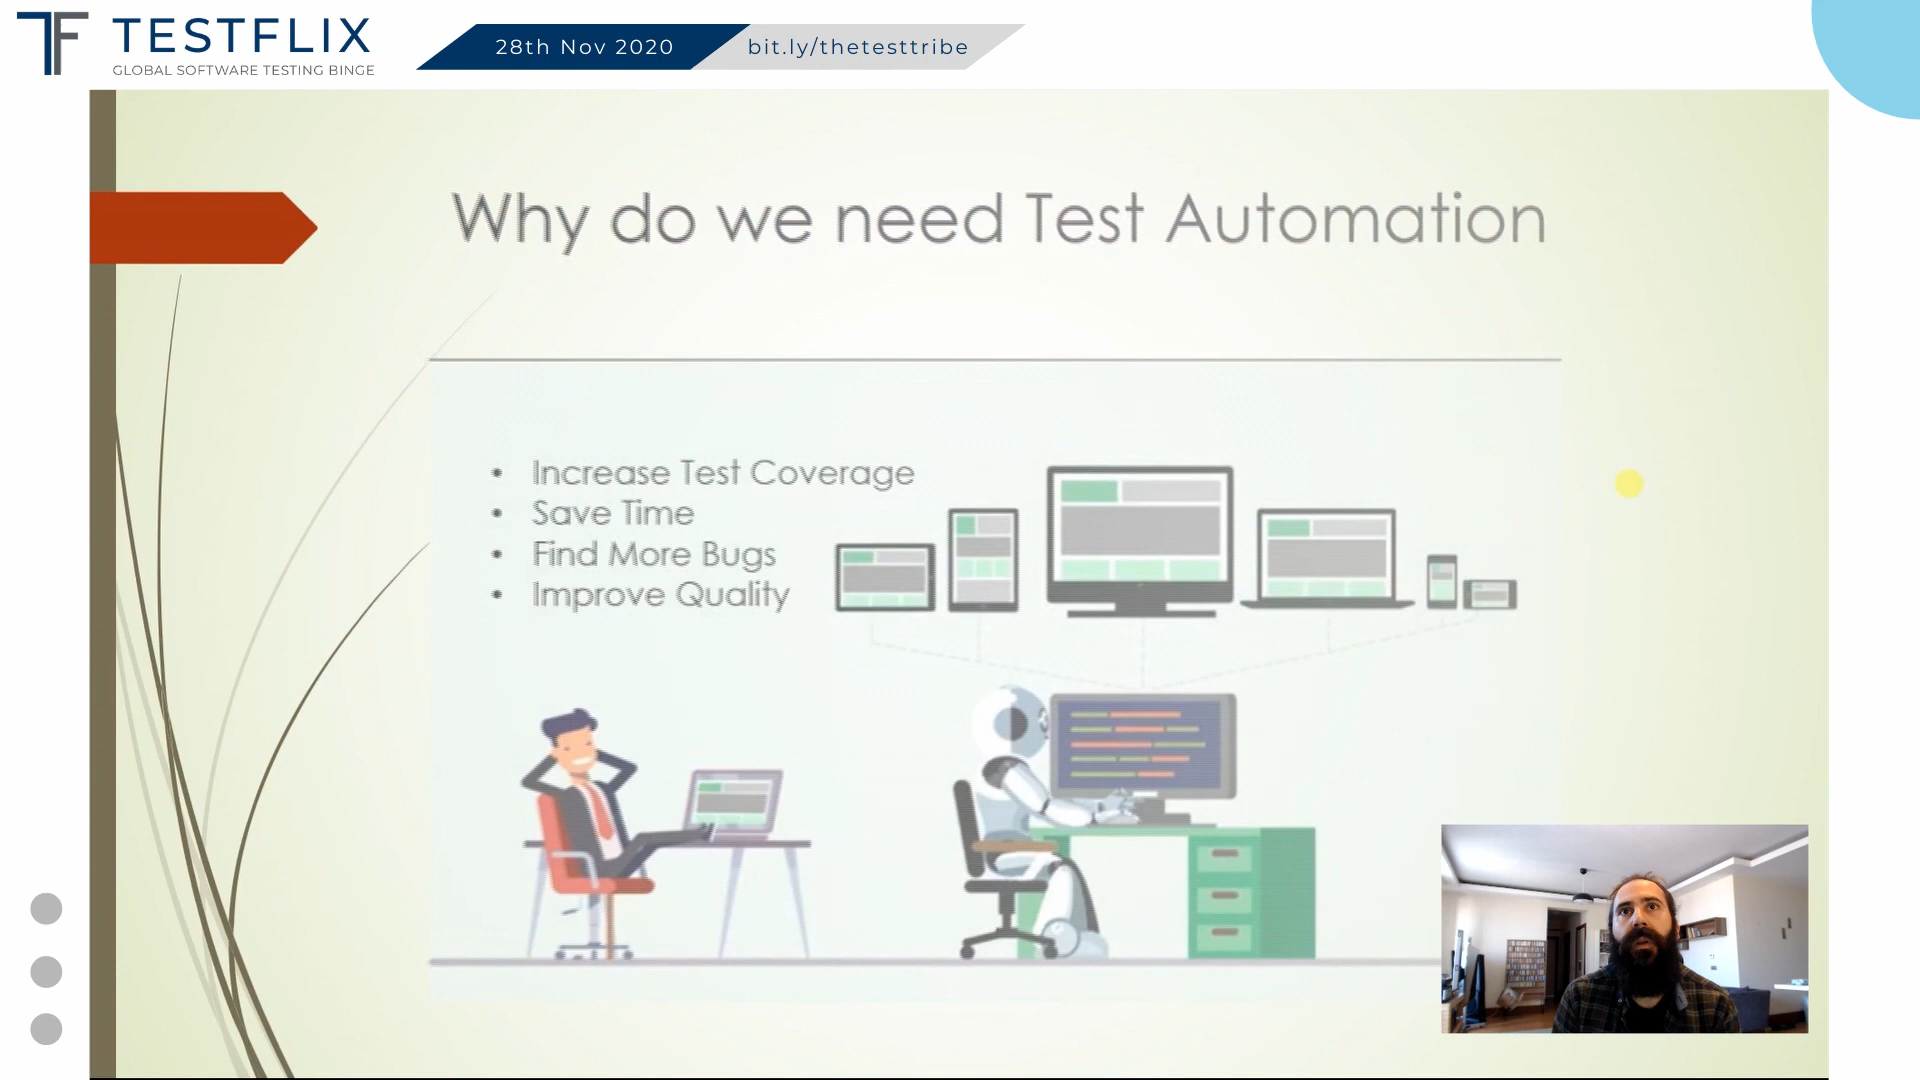 TF TESTFLIX
GLOBAL SOFTWARE TESTING BINGE
28th Nov 2020
bit.ly/thetesttribe
Why do we need Test Automation
• Increase Test Coverage
• Save Time
• Find More Bugs
• Improve Quality